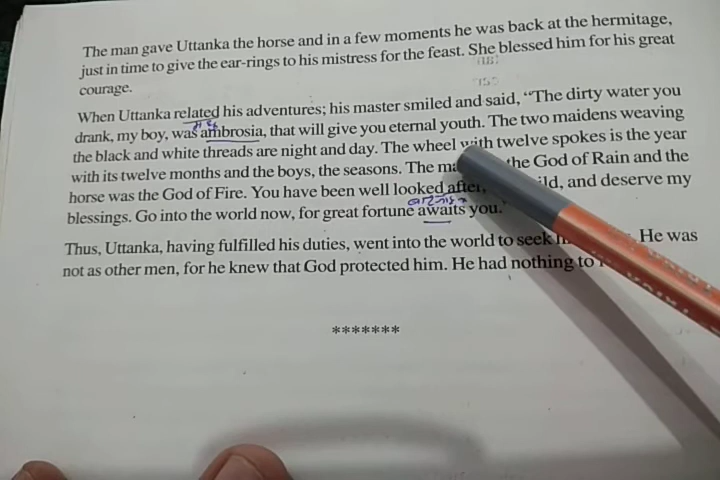 The man gave Uttanka the horse and in a few moments he was back at the hermitage,
just in time to give the ear-rings to his mistress for the feast. She blessed him for his great
courage.
When Uttanka related his adventures; his master smiled and said, “The dirty water you
drank, my boy, was ambrosia, that will give you eternal youth. The two maidens weaving
the black and white threads are night and day. The wheel with twelve spokes is the year
with its twelve months and the boys, the seasons. The the God of Rain and the
horse was the God of Fire. You have been well looked after, and deserve my
blessings. Go into the world now, for great fortune awaits you.
Thus, Uttanka, having fulfilled his duties, went into the world to seek He was
not as other men, for he knew that God protected him. He had nothing to
*******